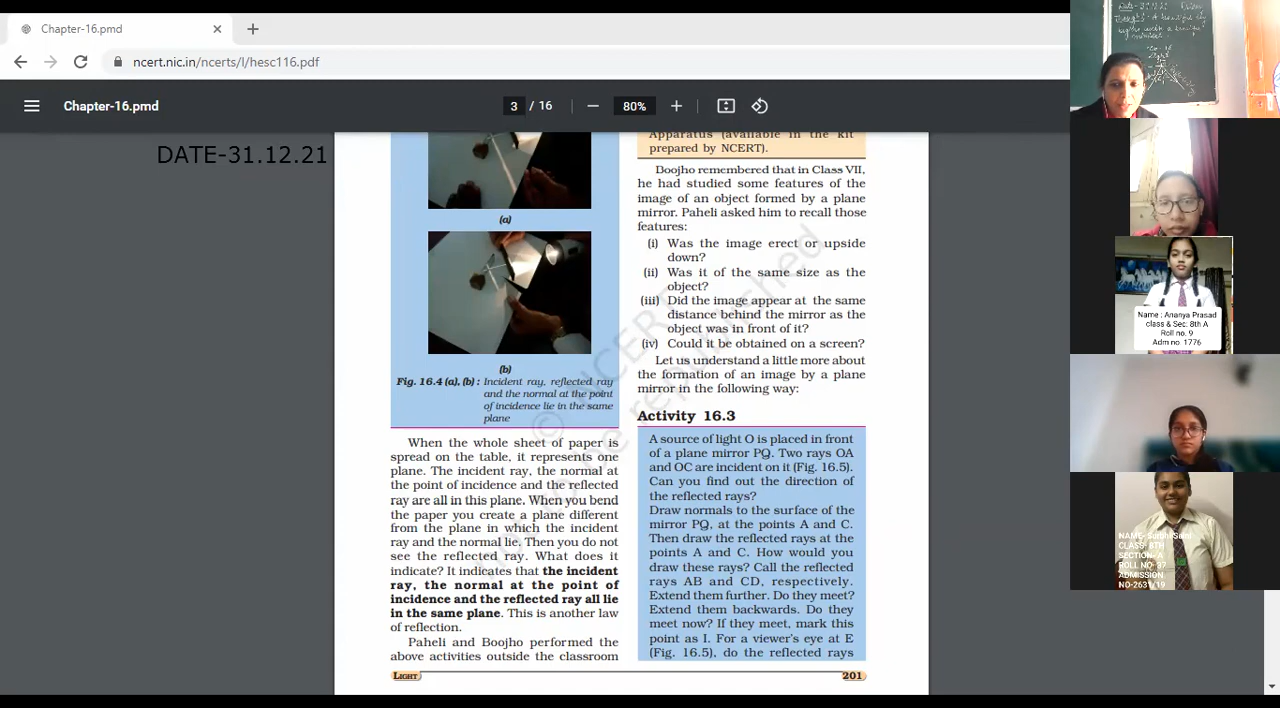 Chapter-16.pmd
ncert.nic.in/ncerts/l/hesc116.pdf
Chapter-16.pmd
3 / 16
80%
DATE-31.12.21
(a)
(b)
Fig. 16.4 (a), (b) : Incident ray, reflected ray
and the normal at the point
of incidence lie in the same
plane
When the whole sheet of paper is
spread on the table, it represents one
plane. The incident ray, the normal at
the point of incidence and the reflected
ray are all in this plane. When you bend
the paper you create a plane different
from the plane in which the incident
ray and the normal lie. Then you do not
see the reflected ray. What does it
indicate? It indicates that the incident
ray, the normal at the point of
incidence and the reflected ray all lie
in the same plane. This is another law
of reflection.
Paheli and Boojho performed the
above activities outside the classroom
Apparatus (available in the kit
prepared by NCERT).
Boojho remembered that in Class VII,
he had studied some features of the
image of an object formed by a plane
mirror. Paheli asked him to recall those
features:
(i) Was the image erect or upside
down?
(ii) Was it of the same size as the
object?
(iii) Did the image appear at the same
distance behind the mirror as the
object was in front of it?
(iv) Could it be obtained on a screen?
Let us understand a little more about
the formation of an image by a plane
mirror in the following way:
Activity 16.3
A source of light O is placed in front
of a plane mirror PQ. Two rays OA
and OC are incident on it (Fig. 16.5).
Can you find out the direction of
the reflected rays?
Draw normals to the surface of the
mirror PQ, at the points A and C.
Then draw the reflected rays at the
points A and C. How would you
draw these rays? Call the reflected
rays AB and CD, respectively.
Extend them further. Do they meet?
Extend them backwards. Do they
meet now? If they meet, mark this
point as I. For a viewer's eye at E
(Fig. 16.5), do the reflected rays
LIGHT
201
© NCERT
be republished
Name : Ananya Prasad
class & Sec: 8th A
Roll no. 9
Adm no. 1776
CLASS- 8TH
SECTION- A
ROLL NO- 37
ADMISSION
NO-2631/19